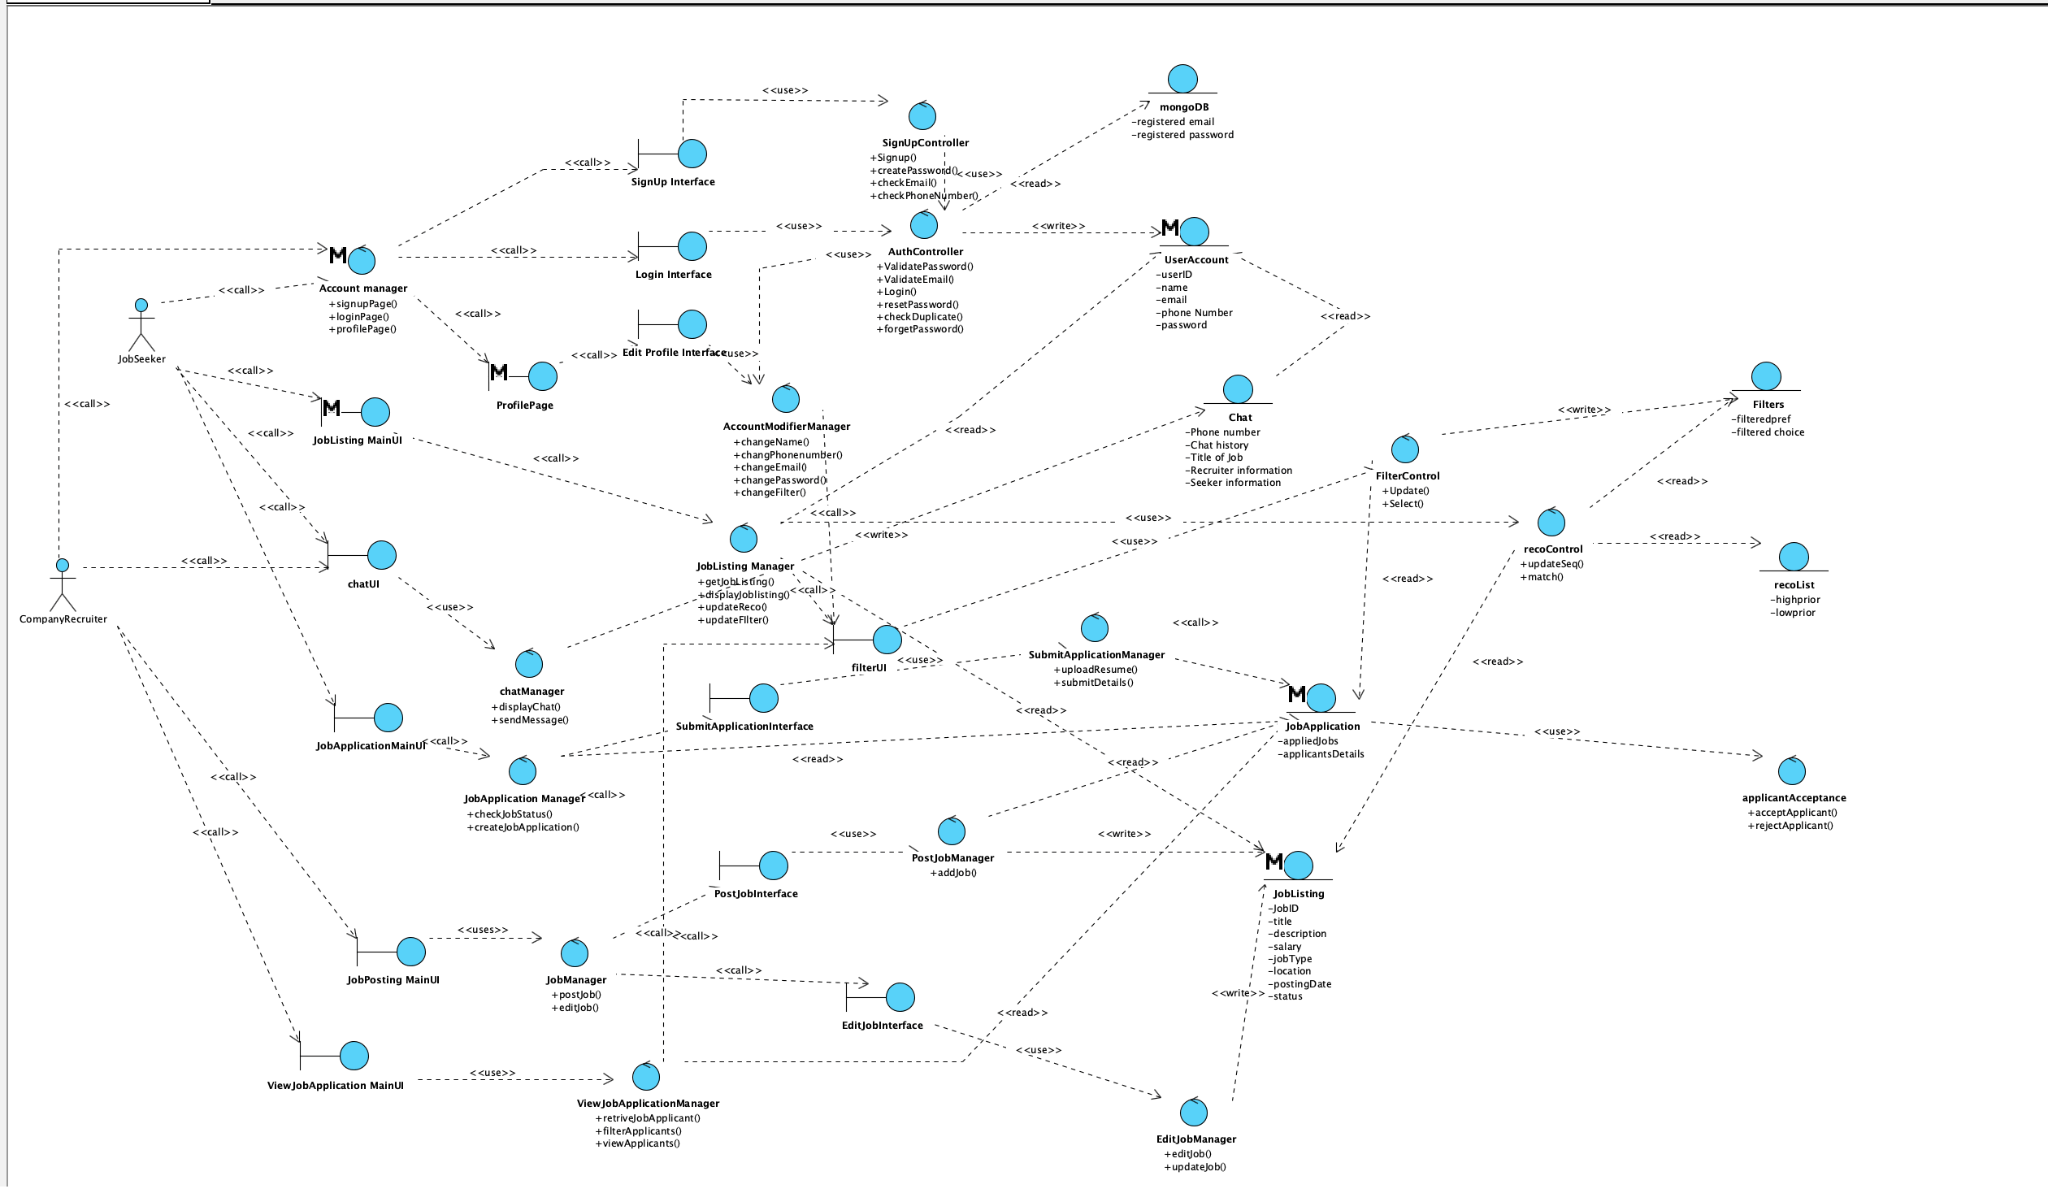 <<use>>
mongoDB
-registered email
-registered password
SignUpController
+Signup()
+createPassword()
+checkEmail()
+checkPhoneNumber()
<<call>>
SignUp Interface
<<use>>
<<read>>
<<call>>
Login Interface
<<use>>
<<use>>
AuthController
+ValidatePassword()
+ValidateEmail()
+Login()
+resetPassword()
+checkDuplicate()
+forgetPassword()
<<write>>
M
UserAccount
-userID
-name
-email
-phone Number
-password
<<read>>
M
Account manager
+signupPage()
+loginPage()
+profilePage()
<<call>>
JobSeeker
<<call>>
<<call>>
Edit Profile Interface
<<use>>
M
ProfilePage
<<call>>
<<call>>
M
JobListing MainUI
<<call>>
<<call>>
AccountModifierManager
+changeName()
+changPhonenumber()
+changeEmail()
+changePassword()
+changeFilter()
<<read>>
Chat
-Phone number
-Chat history
-Title of Job
-Recruiter information
-Seeker information
<<write>>
Filters
-filteredpref
-filtered choice
FilterControl
+Update()
+Select()
<<read>>
<<call>>
<<call>>
<<write>>
<<use>>
<<use>>
JobListing Manager
+getJobListing()
+displayJoblisting()
+updateReco()
+updateFIlter()
<<call>>
recoControl
+updateSeq()
+match()
<<read>>
recoList
-highprior
-lowprior
<<call>>
CompanyRecruiter
<<call>>
chatUI
<<use>>
<<read>>
chatManager
+displayChat()
+sendMessage()
filterUI
<<use>>
SubmitApplicationManager
+uploadResume()
+submitDetails()
<<call>>
<<read>>
SubmitApplicationInterface
<<read>>
M
JobApplication
-appliedJobs
-applicantsDetails
<<use>>
JobApplicationMainUI
<<call>>
<<read>>
<<read>>
JobApplication Manager
+checkJobStatus()
+createJobApplication()
<<call>>
<<call>>
<<call>>
applicantAcceptance
+acceptApplicant()
+rejectApplicant()
<<use>>
PostJobManager
+addJob()
<<write>>
PostJobInterface
M
JobListing
-JobID
-title
-description
-salary
-jobType
-location
-postingDate
-status
<<uses>>
<<call>>
<<call>>
JobPosting MainUI
JobManager
+postJob()
+editJob()
<<call>>
EditJobInterface
<<write>>
<<read>>
<<use>>
ViewJobApplication MainUI
<<use>>
ViewJobApplicationManager
+retriveJobApplicant()
+filterApplicants()
+viewApplicants()
EditJobManager
+editJob()
+updateJob()